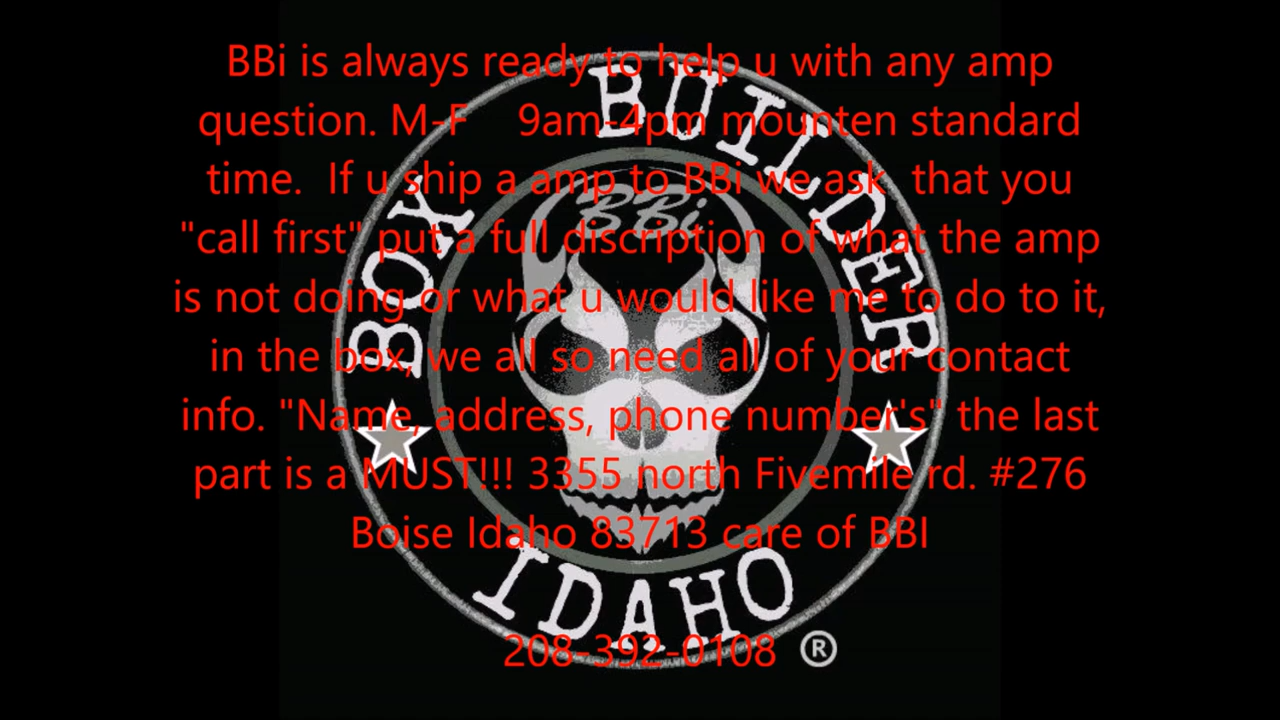 BBi is always ready to help u with any amp
question. M-F 9am-4pm mounten standard
time. If u ship a amp to BBi we ask, that you
"call first" put a full discription of what the amp
is not doing or what u would like me to do to it,
in the box, we all so need all of your contact
info. "Name, address, phone number's" the last
part is a MUST!!! 3355 north Fivemile rd. #276
Boise Idaho 83713 care of BBI
208-392-0108 ®
BOX BUILDER
BBi
IDAHO